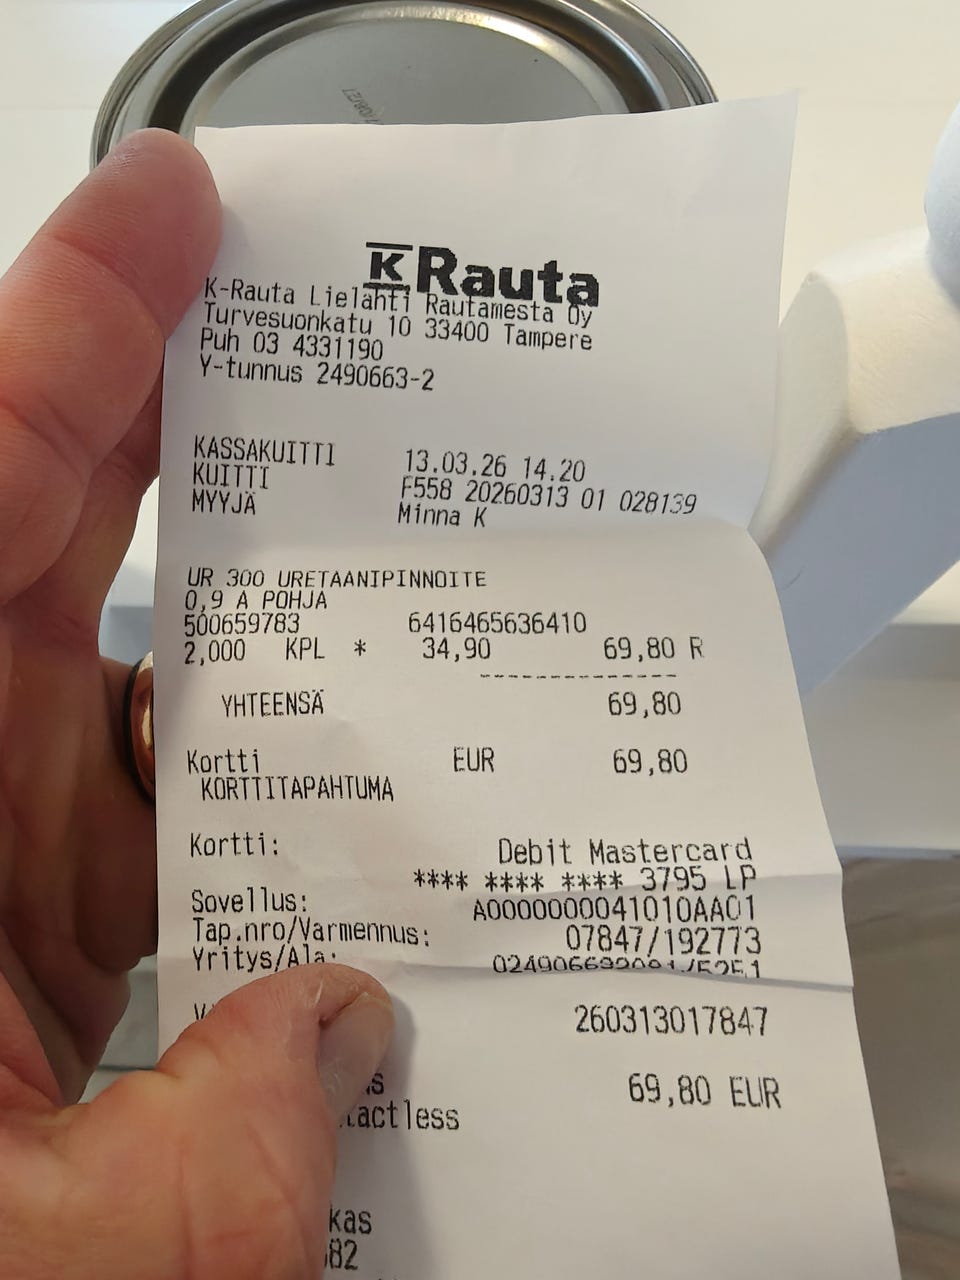 K Rauta
K-Rauta Lielahti Rautamesta Oy
Turvesuonkatu 10 33400 Tampere
Puh 03 4331190
Y-tunnus 2490663-2
KASSAKUITTI 13.03.26 14.20
KUITTI F558 20260313 01 028139
MYYJÄ Minna K
UR 300 URETAANIPINNOITE
0,9 A POHJA
500659783 6416465636410
2,000 KPL * 34,90 69,80 R
--------------
YHTEENSÄ 69,80
Kortti EUR 69,80
KORTTITAPAHTUMA
Kortti: Debit Mastercard
**** **** **** 3795 LP
Sovellus: A0000000041010AA01
Tap.nro/Varmennus: 07847/192773
Yritys/Ala:
260313017847
69,80 EUR
tactless
kas